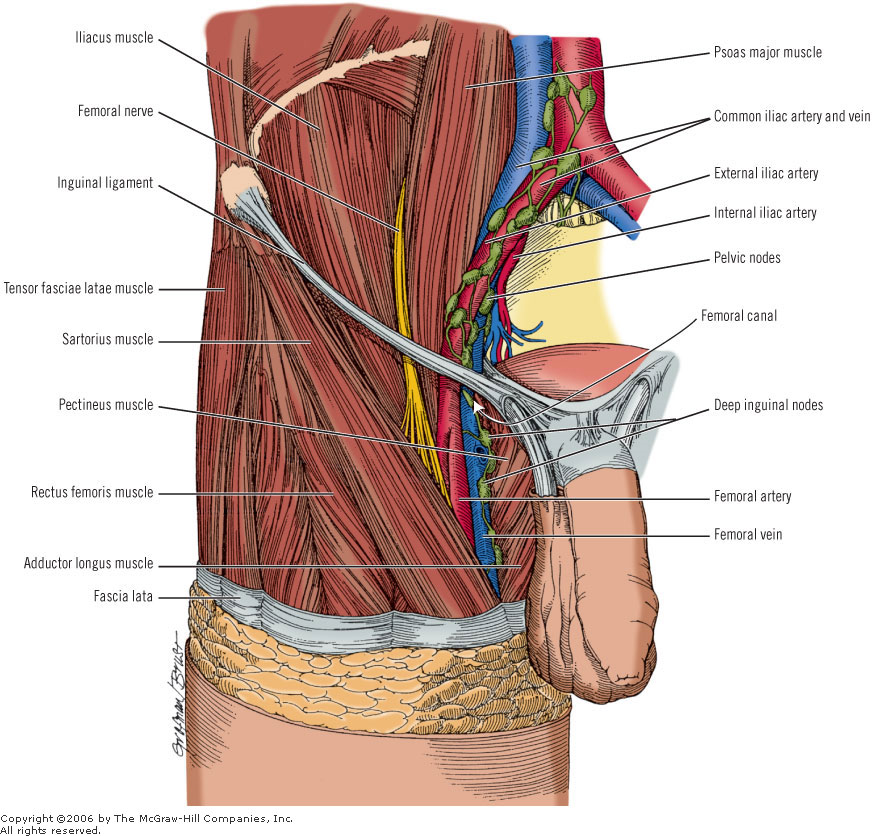 Iliacus muscle
Femoral nerve
Inguinal ligament
Tensor fasciae latae muscle
Sartorius muscle
Pectineus muscle
Rectus femoris muscle
Adductor longus muscle
Fascia lata
Psoas major muscle
Common iliac artery and vein
External iliac artery
Internal iliac artery
Pelvic nodes
Femoral canal
Deep inguinal nodes
Femoral artery
Femoral vein
Copyright ©2006 by The McGraw-Hill Companies, Inc.
All rights reserved.